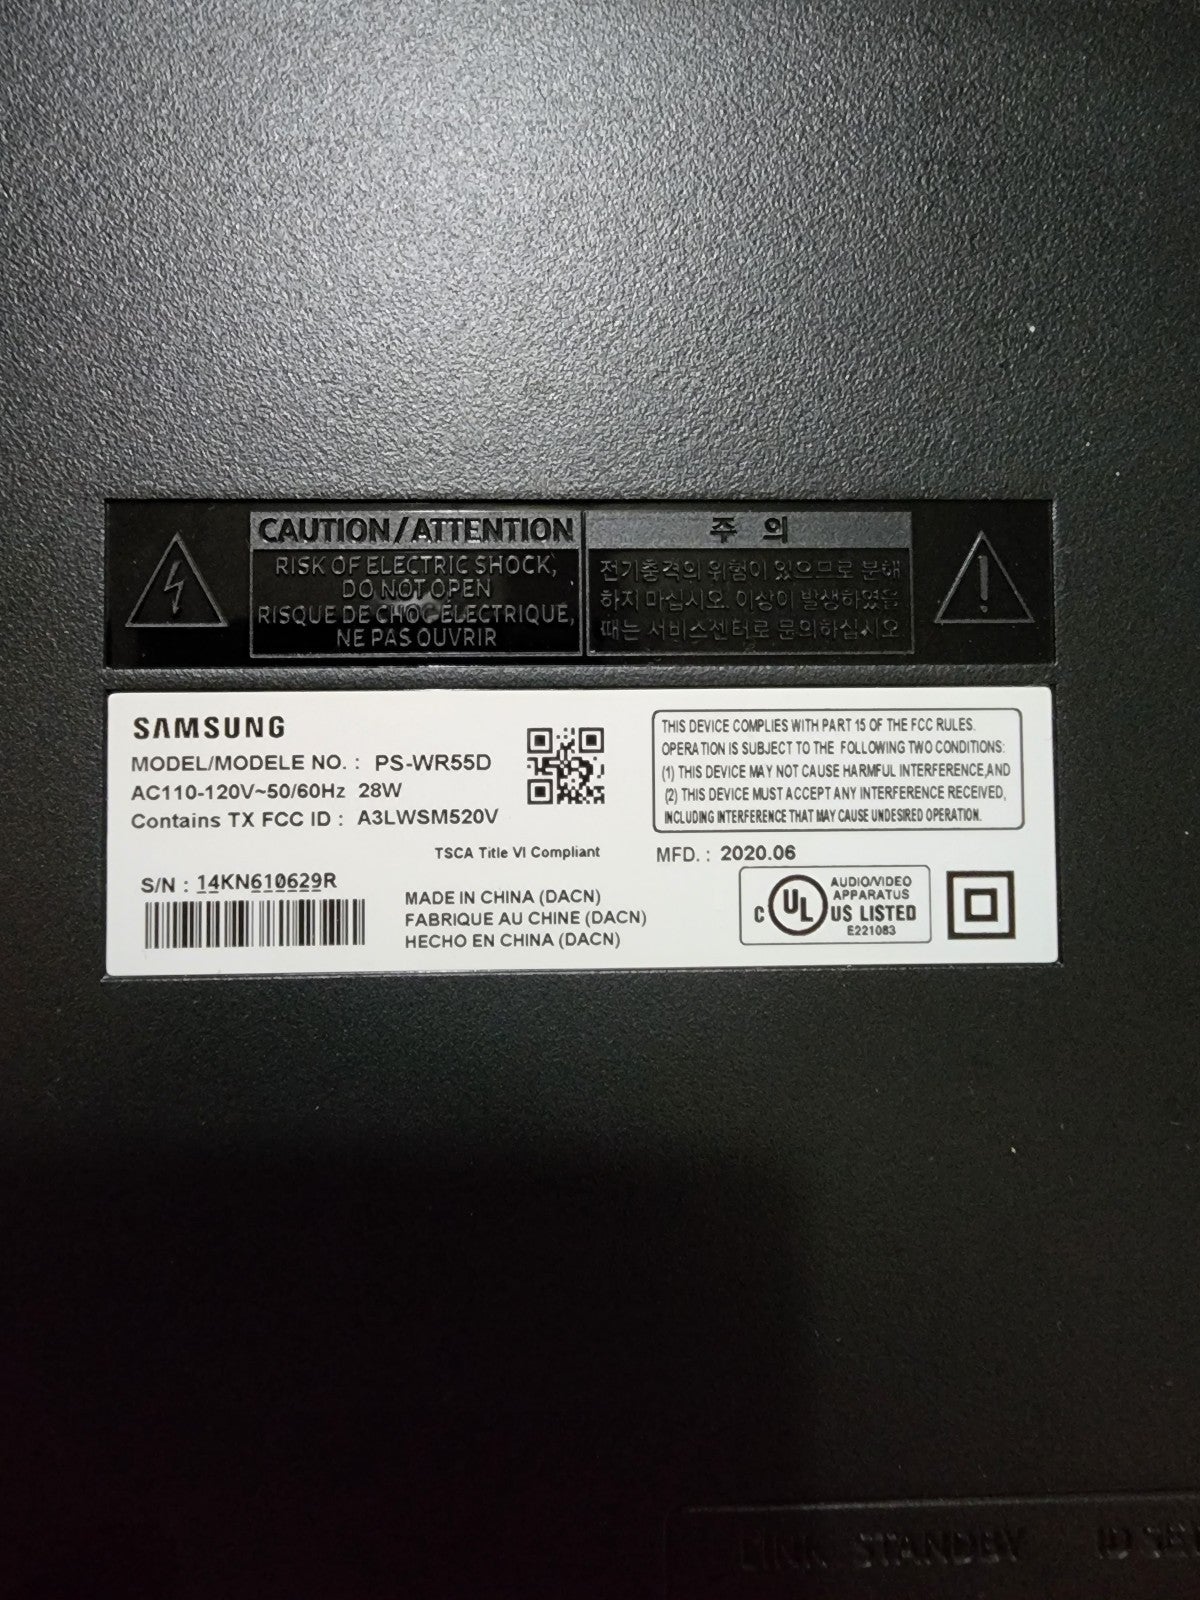 CAUTION/ATTENTION
RISK OF ELECTRIC SHOCK,
DO NOT OPEN
RISQUE DE CHOC ÉLECTRIQUE,
NE PAS OUVRIR
주 의
전기충격의 위험이 있으므로 분해
하지 마십시오. 이상이 발생하였을
때는 서비스센터로 문의하십시오
SAMSUNG
MODEL/MODELE NO. : PS-WR55D
AC110-120V~50/60Hz 28W
Contains TX FCC ID : A3LWSM520V
TSCA Title VI Compliant
S/N : 14KN610629R
MADE IN CHINA (DACN)
FABRIQUE AU CHINE (DACN)
HECHO EN CHINA (DACN)
THIS DEVICE COMPLIES WITH PART 15 OF THE FCC RULES.
OPERATION IS SUBJECT TO THE FOLLOWING TWO CONDITIONS:
(1) THIS DEVICE MAY NOT CAUSE HARMFUL INTERFERENCE,AND
(2) THIS DEVICE MUST ACCEPT ANY INTERFERENCE RECEIVED,
INCLUDING INTERFERENCE THAT MAY CAUSE UNDESIRED OPERATION.
MFD. : 2020.06
C UL US LISTED
AUDIO/VIDEO
APPARATUS
E221083
LINK STANDBY ID SE